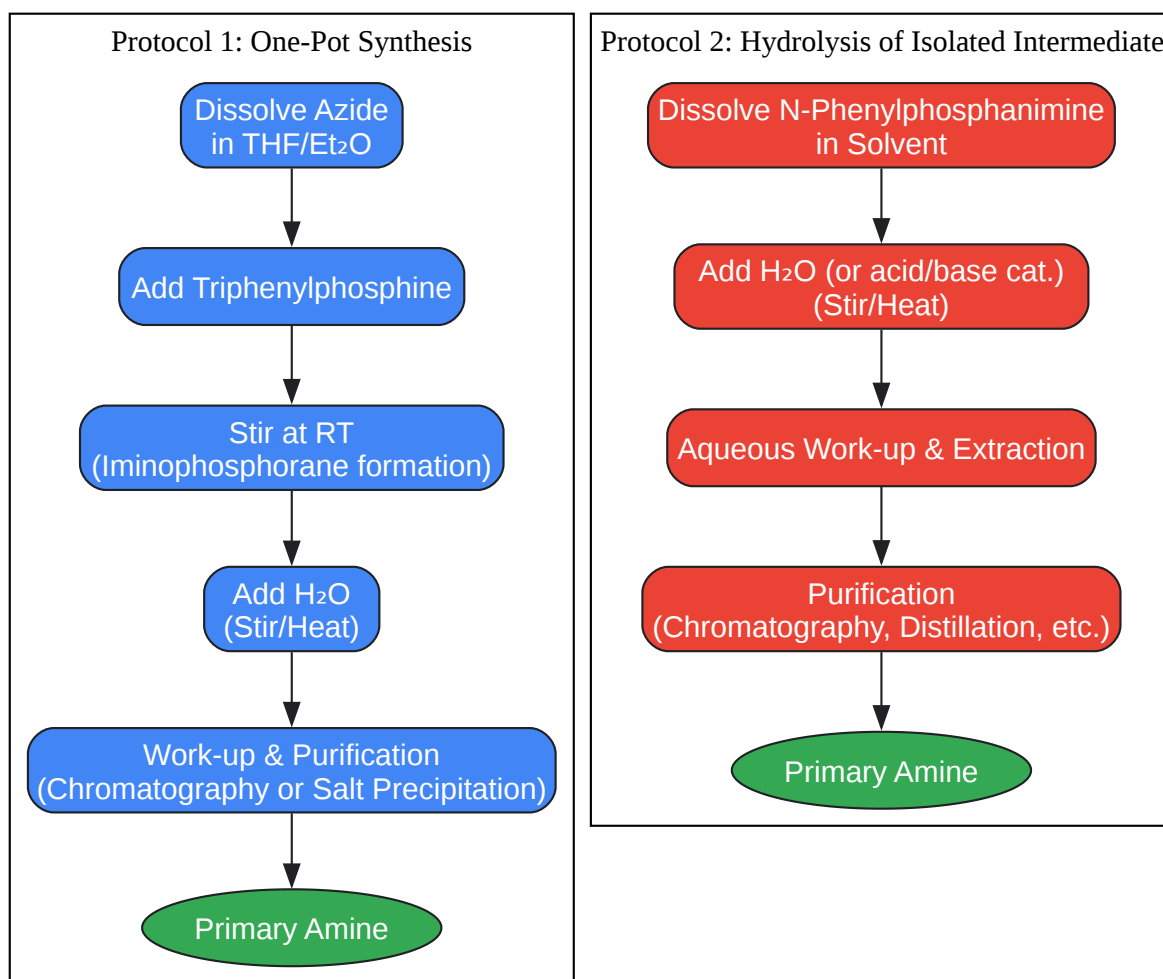 Protocol 1: One-Pot Synthesis
Dissolve Azide
in THF/Et₂O
Add Triphenylphosphine
Stir at RT
(Iminophosphorane formation)
Add H₂O
(Stir/Heat)
Work-up & Purification
(Chromatography or Salt Precipitation)
Primary Amine
Protocol 2: Hydrolysis of Isolated Intermediate
Dissolve N-Phenylphosphanimine
in Solvent
Add H₂O (or acid/base cat.)
(Stir/Heat)
Aqueous Work-up & Extraction
Purification
(Chromatography, Distillation, etc.)
Primary Amine